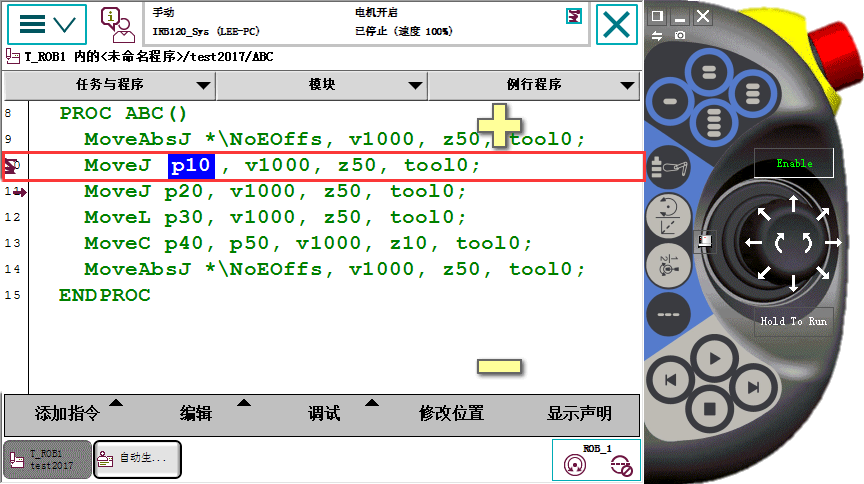 手动
电机开启
IRB120_Sys (LEE-PC)
已停止 (速度 100%)
T_ROB1 内的<未命名程序>/test2017/ABC
任务与程序
模块
例行程序
8 PROC ABC()
9 MoveAbsJ *\NoEOffs, v1000, z50, tool0;
MoveJ p10 , v1000, z50, tool0;
11 MoveJ p20, v1000, z50, tool0;
12 MoveL p30, v1000, z50, tool0;
13 MoveC p40, p50, v1000, z10, tool0;
14 MoveAbsJ *\NoEOffs, v1000, z50, tool0;
15 ENDPROC
添加指令
编辑
调试
修改位置
显示声明
T_ROB1
test2017
自动生...
ROB_1
Enable
Hold To Run